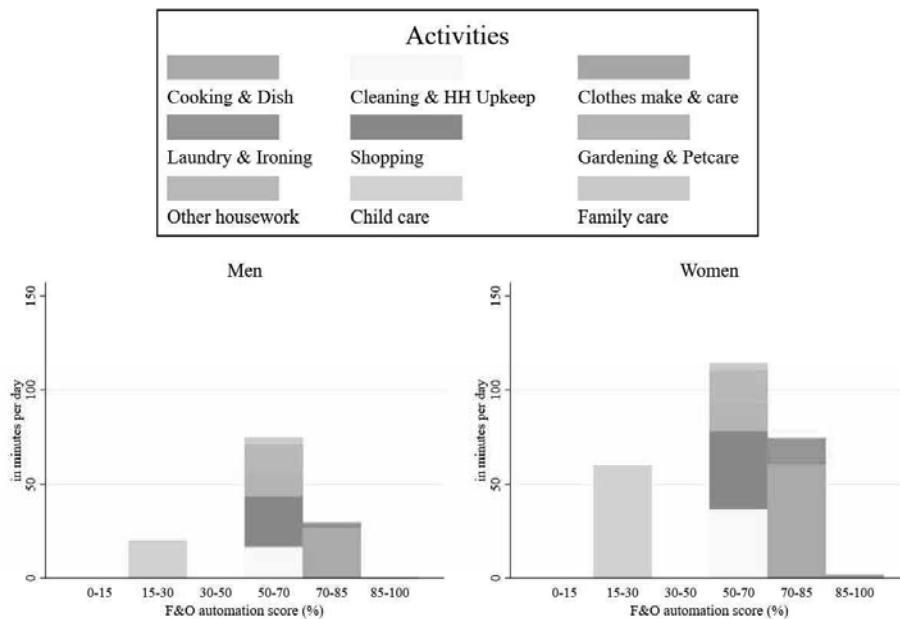 Activities
Cooking & Dish Cleaning & HH Upkeep Clothes make & care
Laundry & Ironing Shopping Gardening & Petcare
Other housework Child care Family care
Men
in minutes per day
150
100
50
0
0-15 15-30 30-50 50-70 70-85 85-100
F&O automation score (%)
Women
in minutes per day
150
100
50
0
0-15 15-30 30-50 50-70 70-85 85-100
F&O automation score (%)